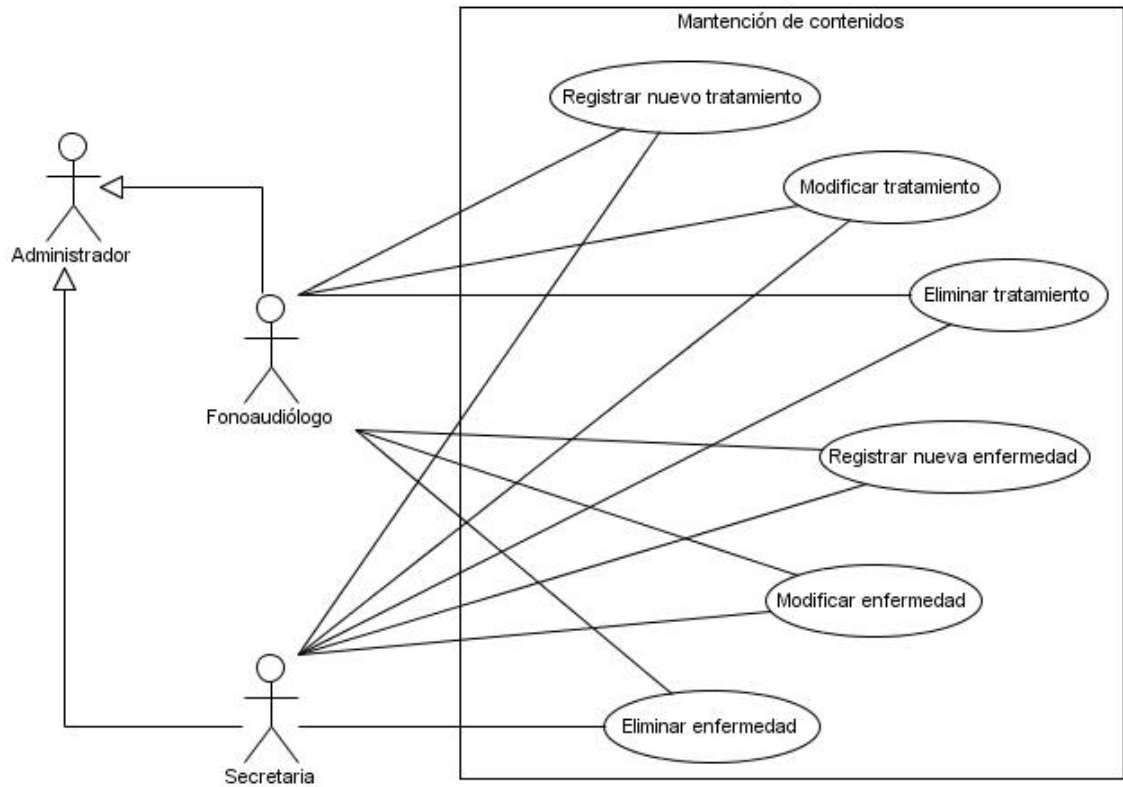 Mantención de contenidos
Registrar nuevo tratamiento
Modificar tratamiento
Administrador
Eliminar tratamiento
Fonoaudiólogo
Registrar nueva enfermedad
Modificar enfermedad
Eliminar enfermedad
Secretaria